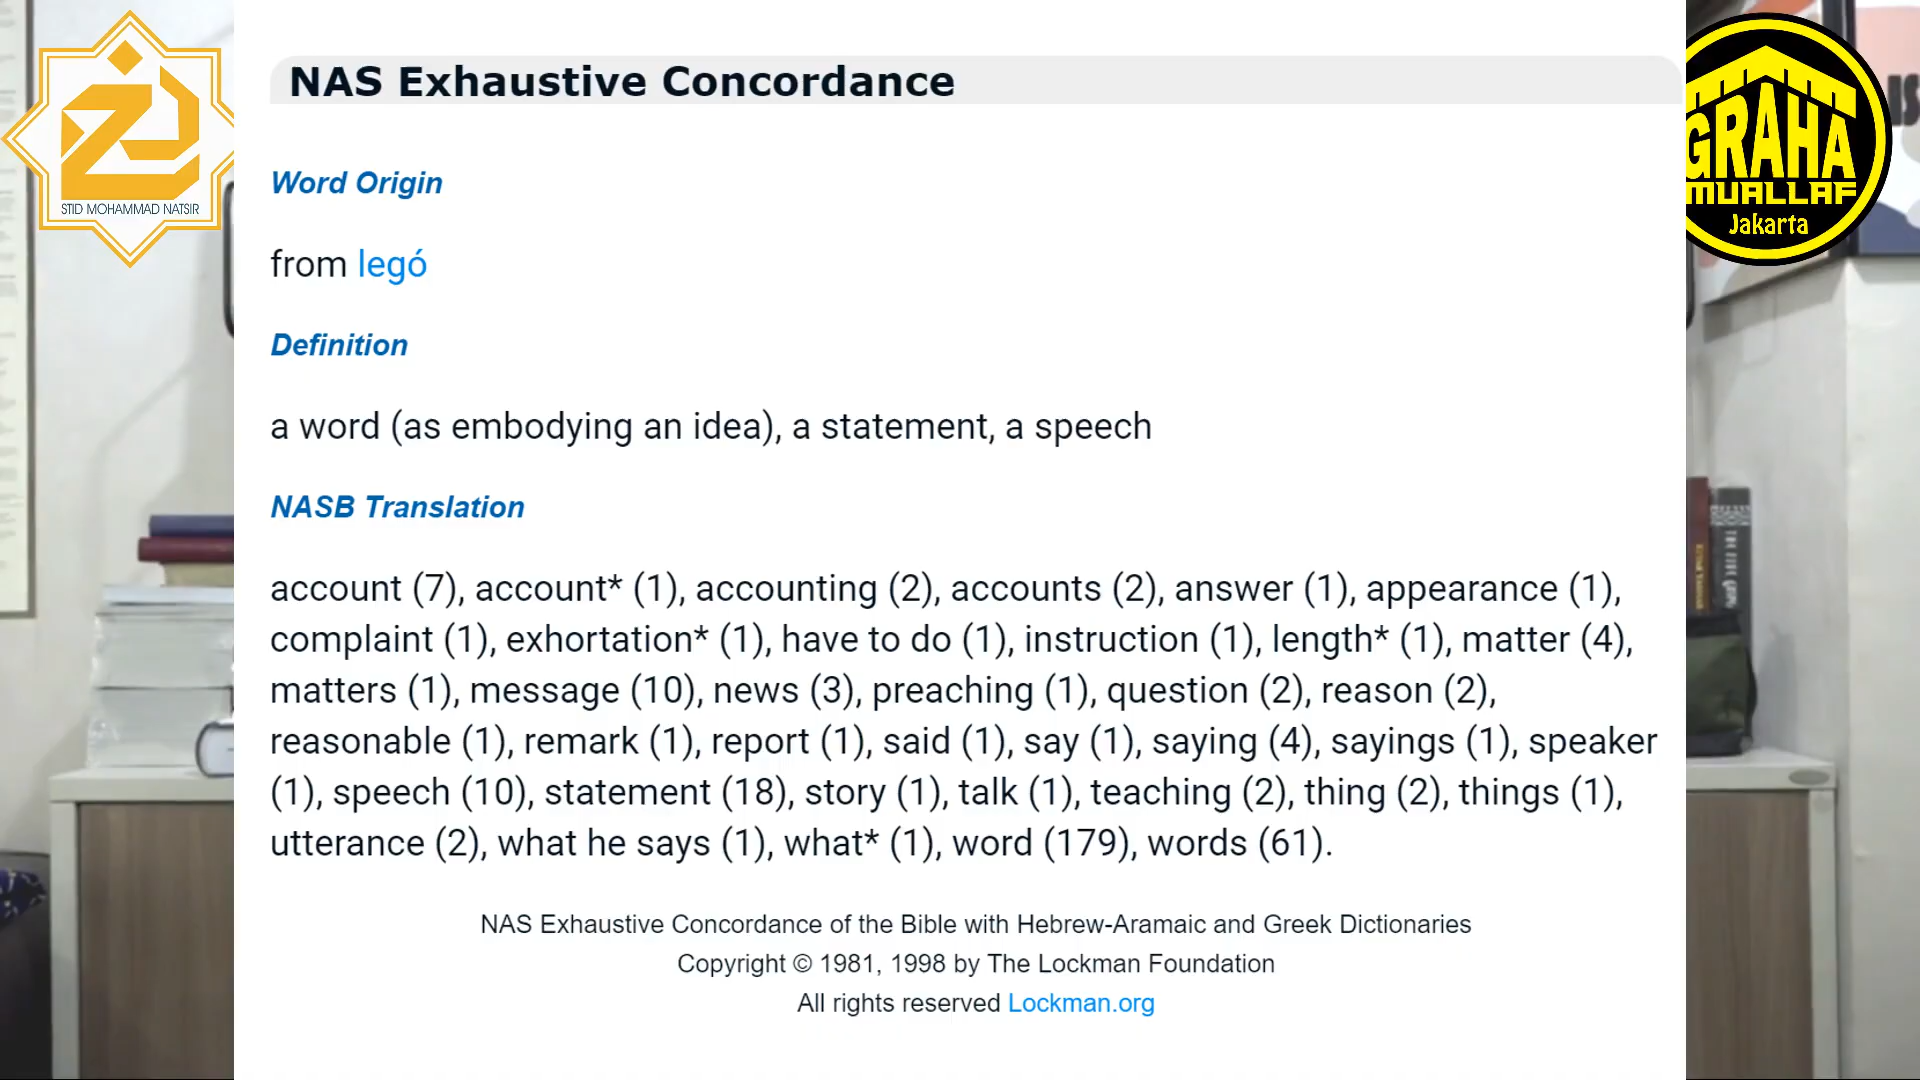 NAS Exhaustive Concordance
Word Origin
from legó
Definition
a word (as embodying an idea), a statement, a speech
NASB Translation
account (7), account* (1), accounting (2), accounts (2), answer (1), appearance (1),
complaint (1), exhortation* (1), have to do (1), instruction (1), length* (1), matter (4),
matters (1), message (10), news (3), preaching (1), question (2), reason (2),
reasonable (1), remark (1), report (1), said (1), say (1), saying (4), sayings (1), speaker
(1), speech (10), statement (18), story (1), talk (1), teaching (2), thing (2), things (1),
utterance (2), what he says (1), what* (1), word (179), words (61).
NAS Exhaustive Concordance of the Bible with Hebrew-Aramaic and Greek Dictionaries
Copyright © 1981, 1998 by The Lockman Foundation
All rights reserved Lockman.org
STID MOHAMMAD NATSIR
GRAHA
MUALLAF
Jakarta